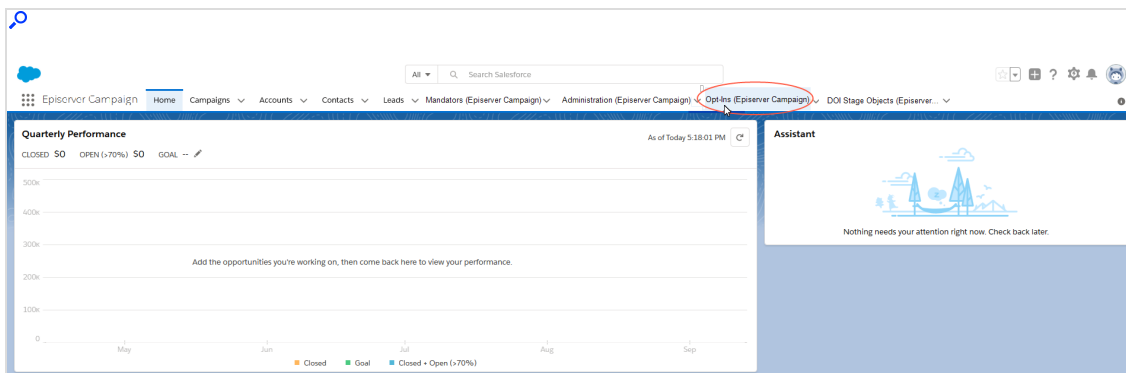 All Search Salesforce
Episerver Campaign Home Campaigns Accounts Contacts Leads Mandators (Episerver Campaign) Administration (Episerver Campaign) Opt-Ins (Episerver Campaign) DOI Stage Objects (Episerver...
Quarterly Performance
As of Today 5:18:01 PM
CLOSED $0 OPEN (>70%) $0 GOAL --
500K
400K
300K
Add the opportunities you're working on, then come back here to view your performance.
200K
100K
0
May Jun Jul Aug Sep
Closed Goal Closed + Open (>70%)
Assistant
Nothing needs your attention right now. Check back later.